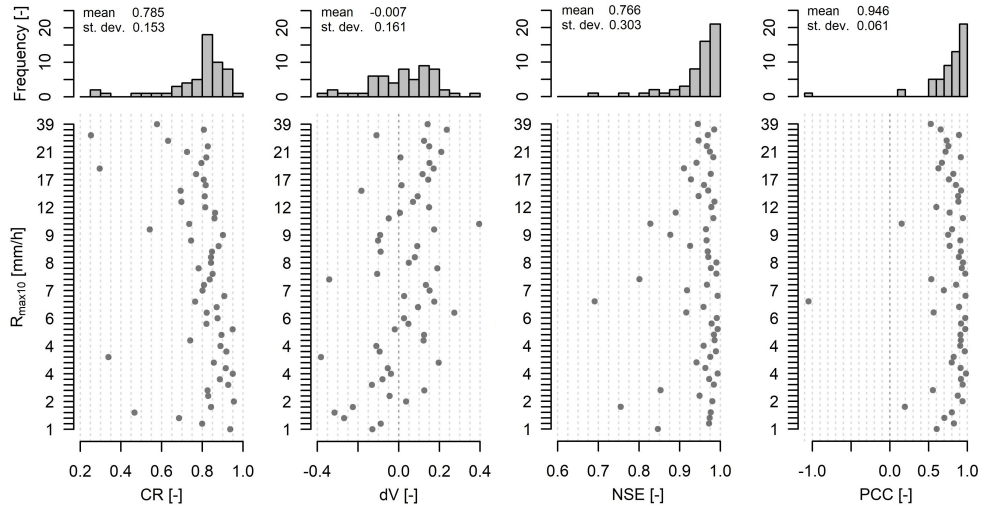 mean 0.785
st. dev. 0.153
mean -0.007
st. dev. 0.161
mean 0.766
st. dev. 0.303
mean 0.946
st. dev. 0.061
Frequency [-]
0 10 20
0 10 20
0 10 20
0 10 20
Rmax10 [mm/h]
39 21 17 12 9 8 7 6 4 4 2 1
39 21 17 12 9 8 7 6 4 4 2 1
39 21 17 12 9 8 7 6 4 4 2 1
39 21 17 12 9 8 7 6 4 4 2 1
0.2 0.4 0.6 0.8 1.0
-0.4 0.0 0.2 0.4
0.6 0.7 0.8 0.9 1.0
-1.0 0.0 0.5 1.0
CR [-]
dV [-]
NSE [-]
PCC [-]